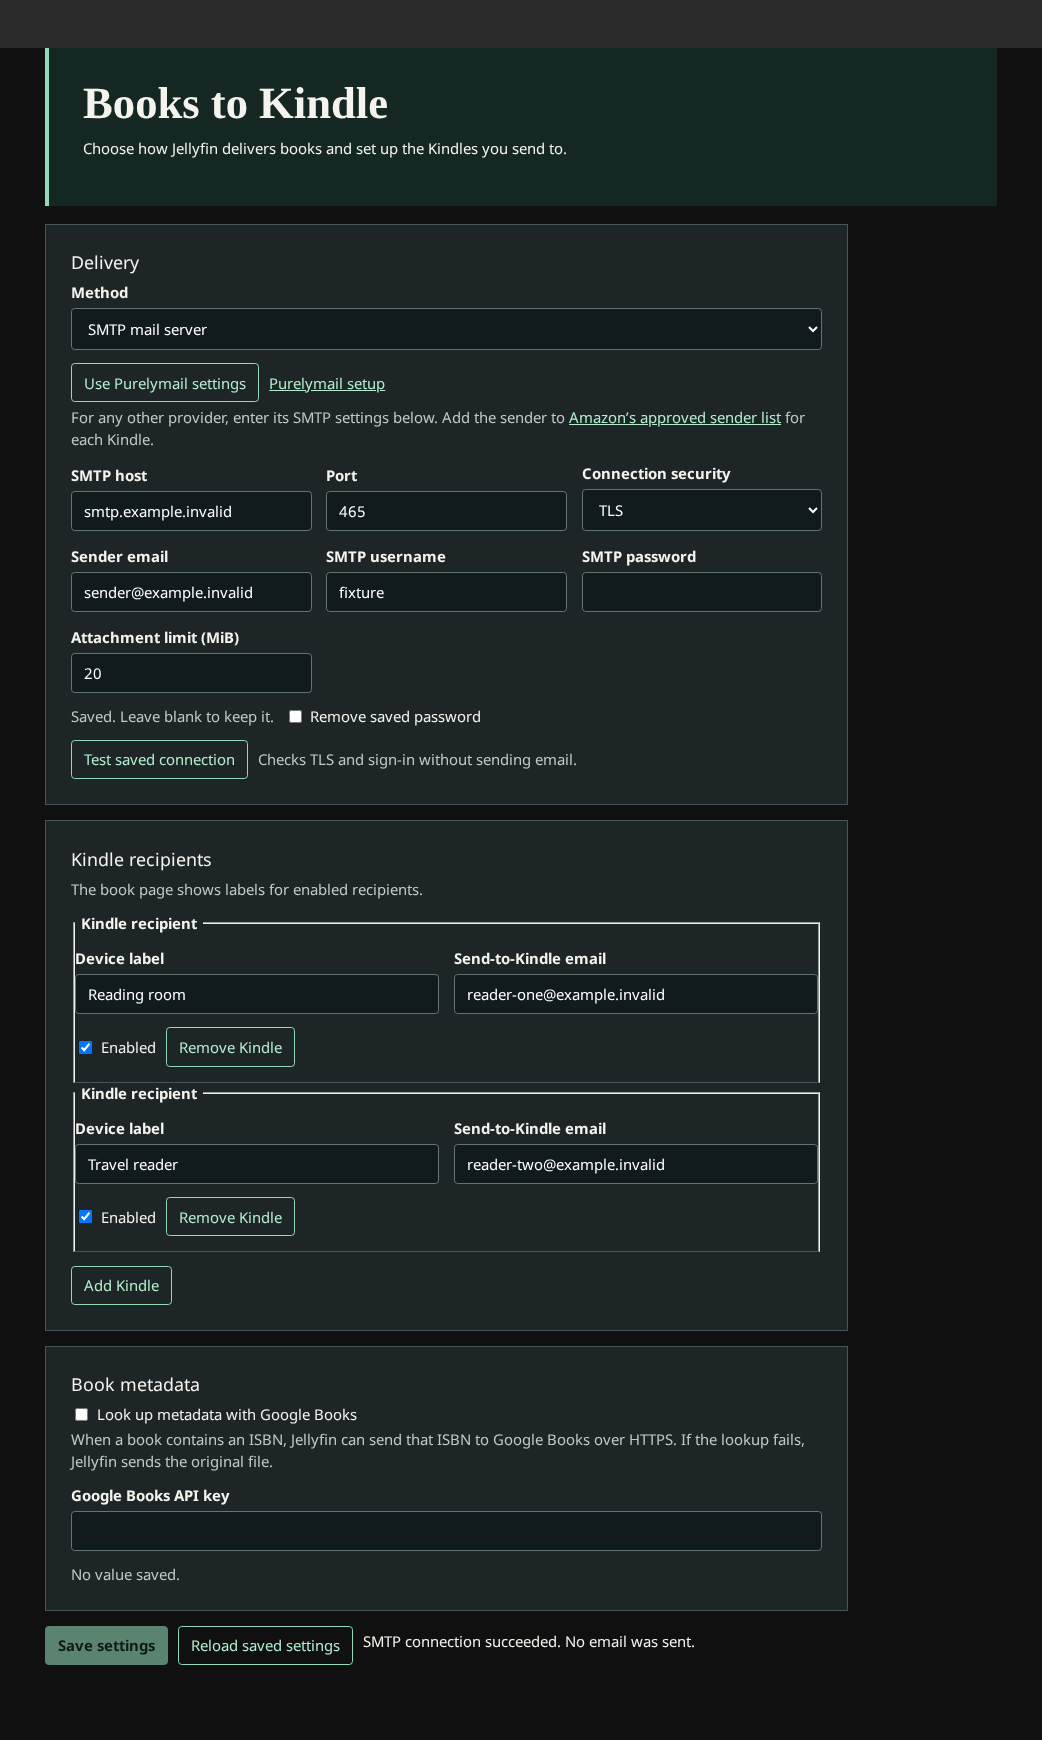 Books to Kindle
Choose how Jellyfin delivers books and set up the Kindles you send to.
Delivery
Method
SMTP mail server
Use Purelymail settings Purelymail setup
For any other provider, enter its SMTP settings below. Add the sender to Amazon’s approved sender list for
each Kindle.
SMTP host Port Connection security
smtp.example.invalid 465 TLS
Sender email SMTP username SMTP password
sender@example.invalid fixture
Attachment limit (MiB)
20
Saved. Leave blank to keep it. Remove saved password
Test saved connection Checks TLS and sign-in without sending email.
Kindle recipients
The book page shows labels for enabled recipients.
Kindle recipient
Device label Send-to-Kindle email
Reading room reader-one@example.invalid
Enabled Remove Kindle
Kindle recipient
Device label Send-to-Kindle email
Travel reader reader-two@example.invalid
Enabled Remove Kindle
Add Kindle
Book metadata
Look up metadata with Google Books
When a book contains an ISBN, Jellyfin can send that ISBN to Google Books over HTTPS. If the lookup fails,
Jellyfin sends the original file.
Google Books API key
No value saved.
Save settings Reload saved settings SMTP connection succeeded. No email was sent.